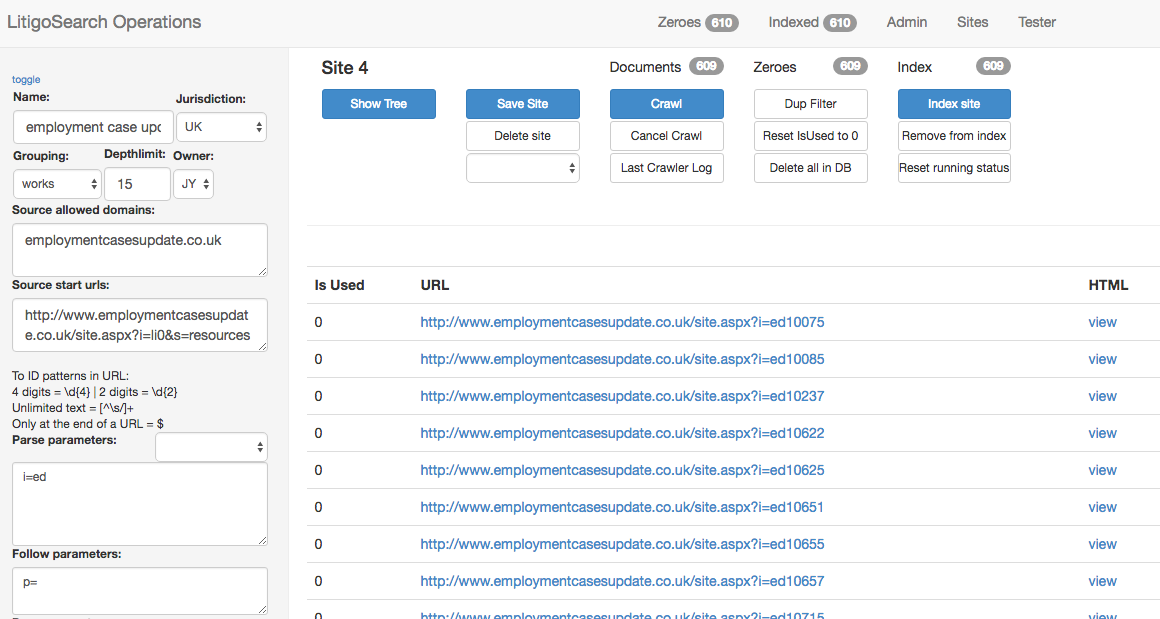 LitigoSearch Operations
Zeroes 610 Indexed 610 Admin Sites Tester
toggle
Name:
Jurisdiction:
employment case upd
UK
Grouping:
Depthlimit:
Owner:
works
15
JY
Source allowed domains:
employmentcasesupdate.co.uk
Source start urls:
http://www.employmentcasesupdat
e.co.uk/site.aspx?i=li0&s=resources
To ID patterns in URL:
4 digits = \d{4} | 2 digits = \d{2}
Unlimited text = [^\s/]+
Only at the end of a URL = $
Parse parameters:
i=ed
Follow parameters:
p=
Site 4
Documents 609
Zeroes 609
Index 609
Show Tree
Save Site
Crawl
Dup Filter
Index site
Delete site
Cancel Crawl
Reset IsUsed to 0
Remove from index
Last Crawler Log
Delete all in DB
Reset running status
Is Used URL HTML
0 http://www.employmentcasesupdate.co.uk/site.aspx?i=ed10075 view
0 http://www.employmentcasesupdate.co.uk/site.aspx?i=ed10085 view
0 http://www.employmentcasesupdate.co.uk/site.aspx?i=ed10237 view
0 http://www.employmentcasesupdate.co.uk/site.aspx?i=ed10622 view
0 http://www.employmentcasesupdate.co.uk/site.aspx?i=ed10625 view
0 http://www.employmentcasesupdate.co.uk/site.aspx?i=ed10651 view
0 http://www.employmentcasesupdate.co.uk/site.aspx?i=ed10655 view
0 http://www.employmentcasesupdate.co.uk/site.aspx?i=ed10657 view
0 http://www.employmentcasesupdate.co.uk/site.aspx?i=ed10715 view